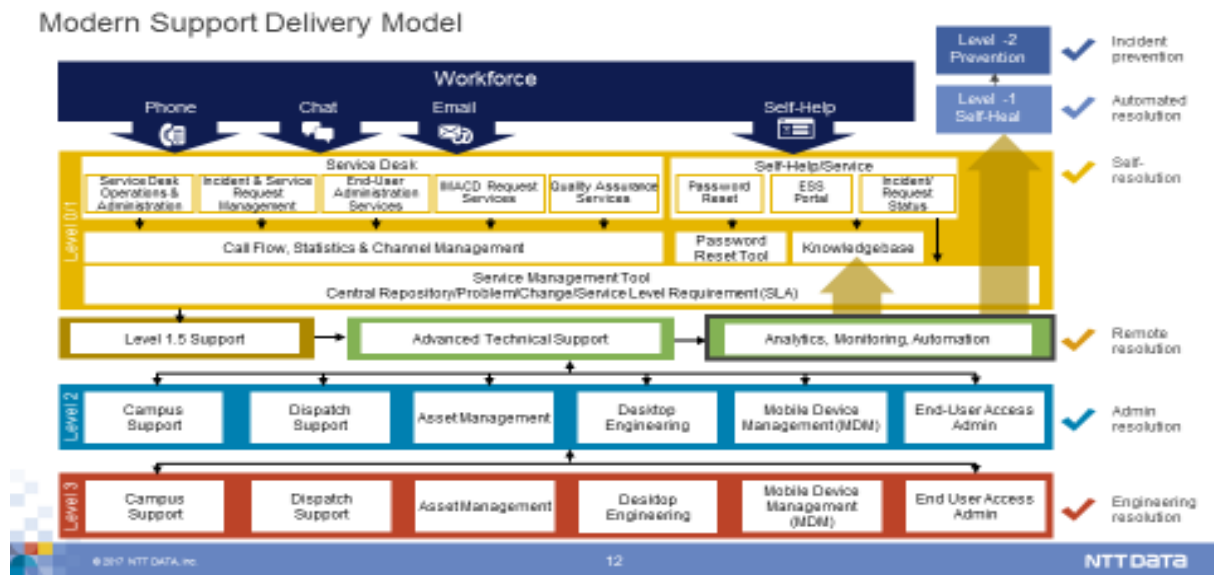 Modern Support Delivery Model
Level -2
Prevention
Incident
prevention
Workforce
Phone
Chat
Email
Self-Help
Level -1
Self-Heal
Automated
resolution
Service Desk
Self-Help/Service
Self-
resolution
Level 0/1
Service Desk
Operations &
Administration
Incident & Service
Request
Management
End-User
Administration
Services
IMACD Request
Services
Quality Assurance
Services
Password
Reset
ESS
Portal
Incident/
Request
Status
Call Flow, Statistics & Channel Management
Password
Reset Tool
Knowledgebase
Service Management Tool
Central Repository/Problem/Change/Service Level Requirement (SLA)
Level 1.5 Support
Advanced Technical Support
Analytics, Monitoring, Automation
Remote
resolution
Level 2
Campus
Support
Dispatch
Support
Asset Management
Desktop
Engineering
Mobile Device
Management (MDM)
End-User Access
Admin
Admin
resolution
Level 3
Campus
Support
Dispatch
Support
Asset Management
Desktop
Engineering
Mobile Device
Management
(MDM)
End User Access
Admin
Engineering
resolution
© 2017 NTT DATA, Inc.
12
NTT DATA